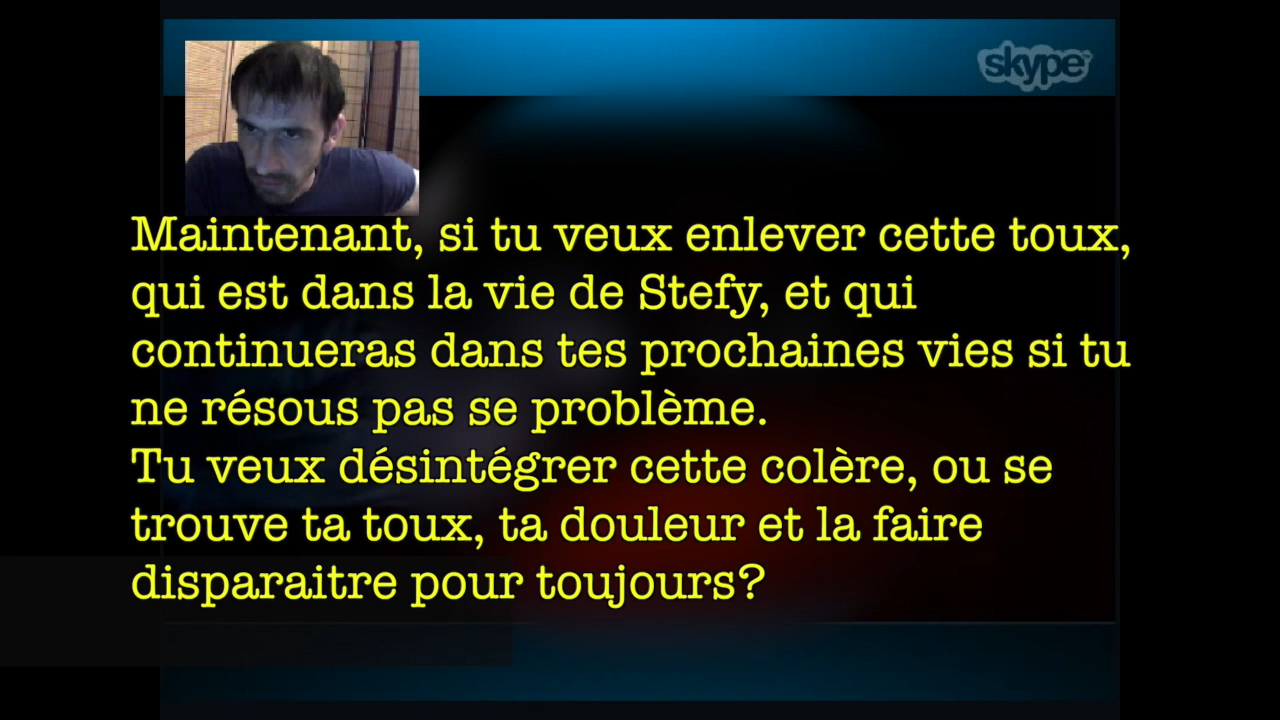 skype
Maintenant, si tu veux enlever cette toux,
qui est dans la vie de Stefy, et qui
continueras dans tes prochaines vies si tu
ne résous pas se problème.
Tu veux désintégrer cette colère, ou se
trouve ta toux, ta douleur et la faire
disparaitre pour toujours?